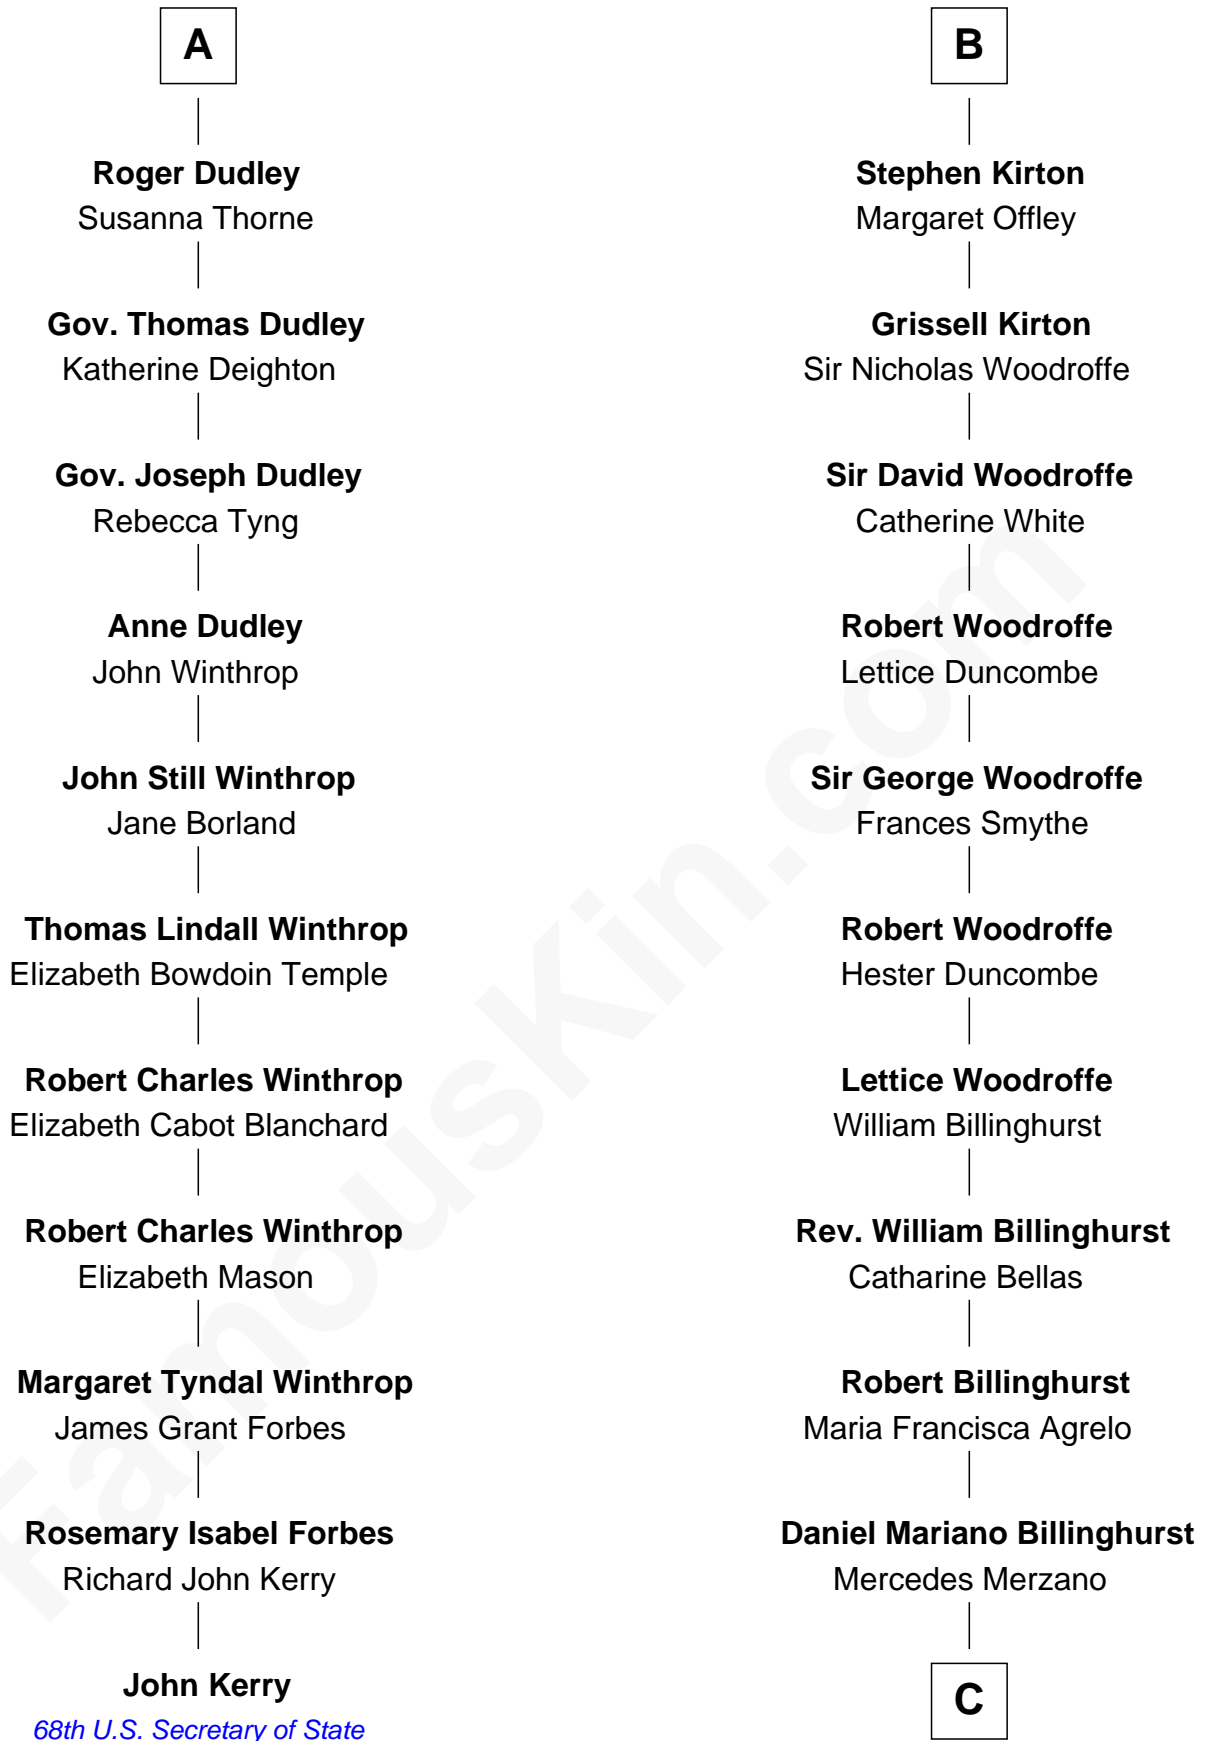 A
Roger Dudley
Susanna Thorne
Gov. Thomas Dudley
Katherine Deighton
Gov. Joseph Dudley
Rebecca Tyng
Anne Dudley
John Winthrop
John Still Winthrop
Jane Borland
Thomas Lindall Winthrop
Elizabeth Bowdoin Temple
Robert Charles Winthrop
Elizabeth Cabot Blanchard
Robert Charles Winthrop
Elizabeth Mason
Margaret Tyndal Winthrop
James Grant Forbes
Rosemary Isabel Forbes
Richard John Kerry
John Kerry
68th U.S. Secretary of State
B
Stephen Kirton
Margaret Offley
Grissell Kirton
Sir Nicholas Woodroffe
Sir David Woodroffe
Catherine White
Robert Woodroffe
Lettice Duncombe
Sir George Woodroffe
Frances Smythe
Robert Woodroffe
Hester Duncombe
Lettice Woodroffe
William Billinghurst
Rev. William Billinghurst
Catharine Bellas
Robert Billinghurst
Maria Francisca Agrelo
Daniel Mariano Billinghurst
Mercedes Merzano
C
FamousKin.com